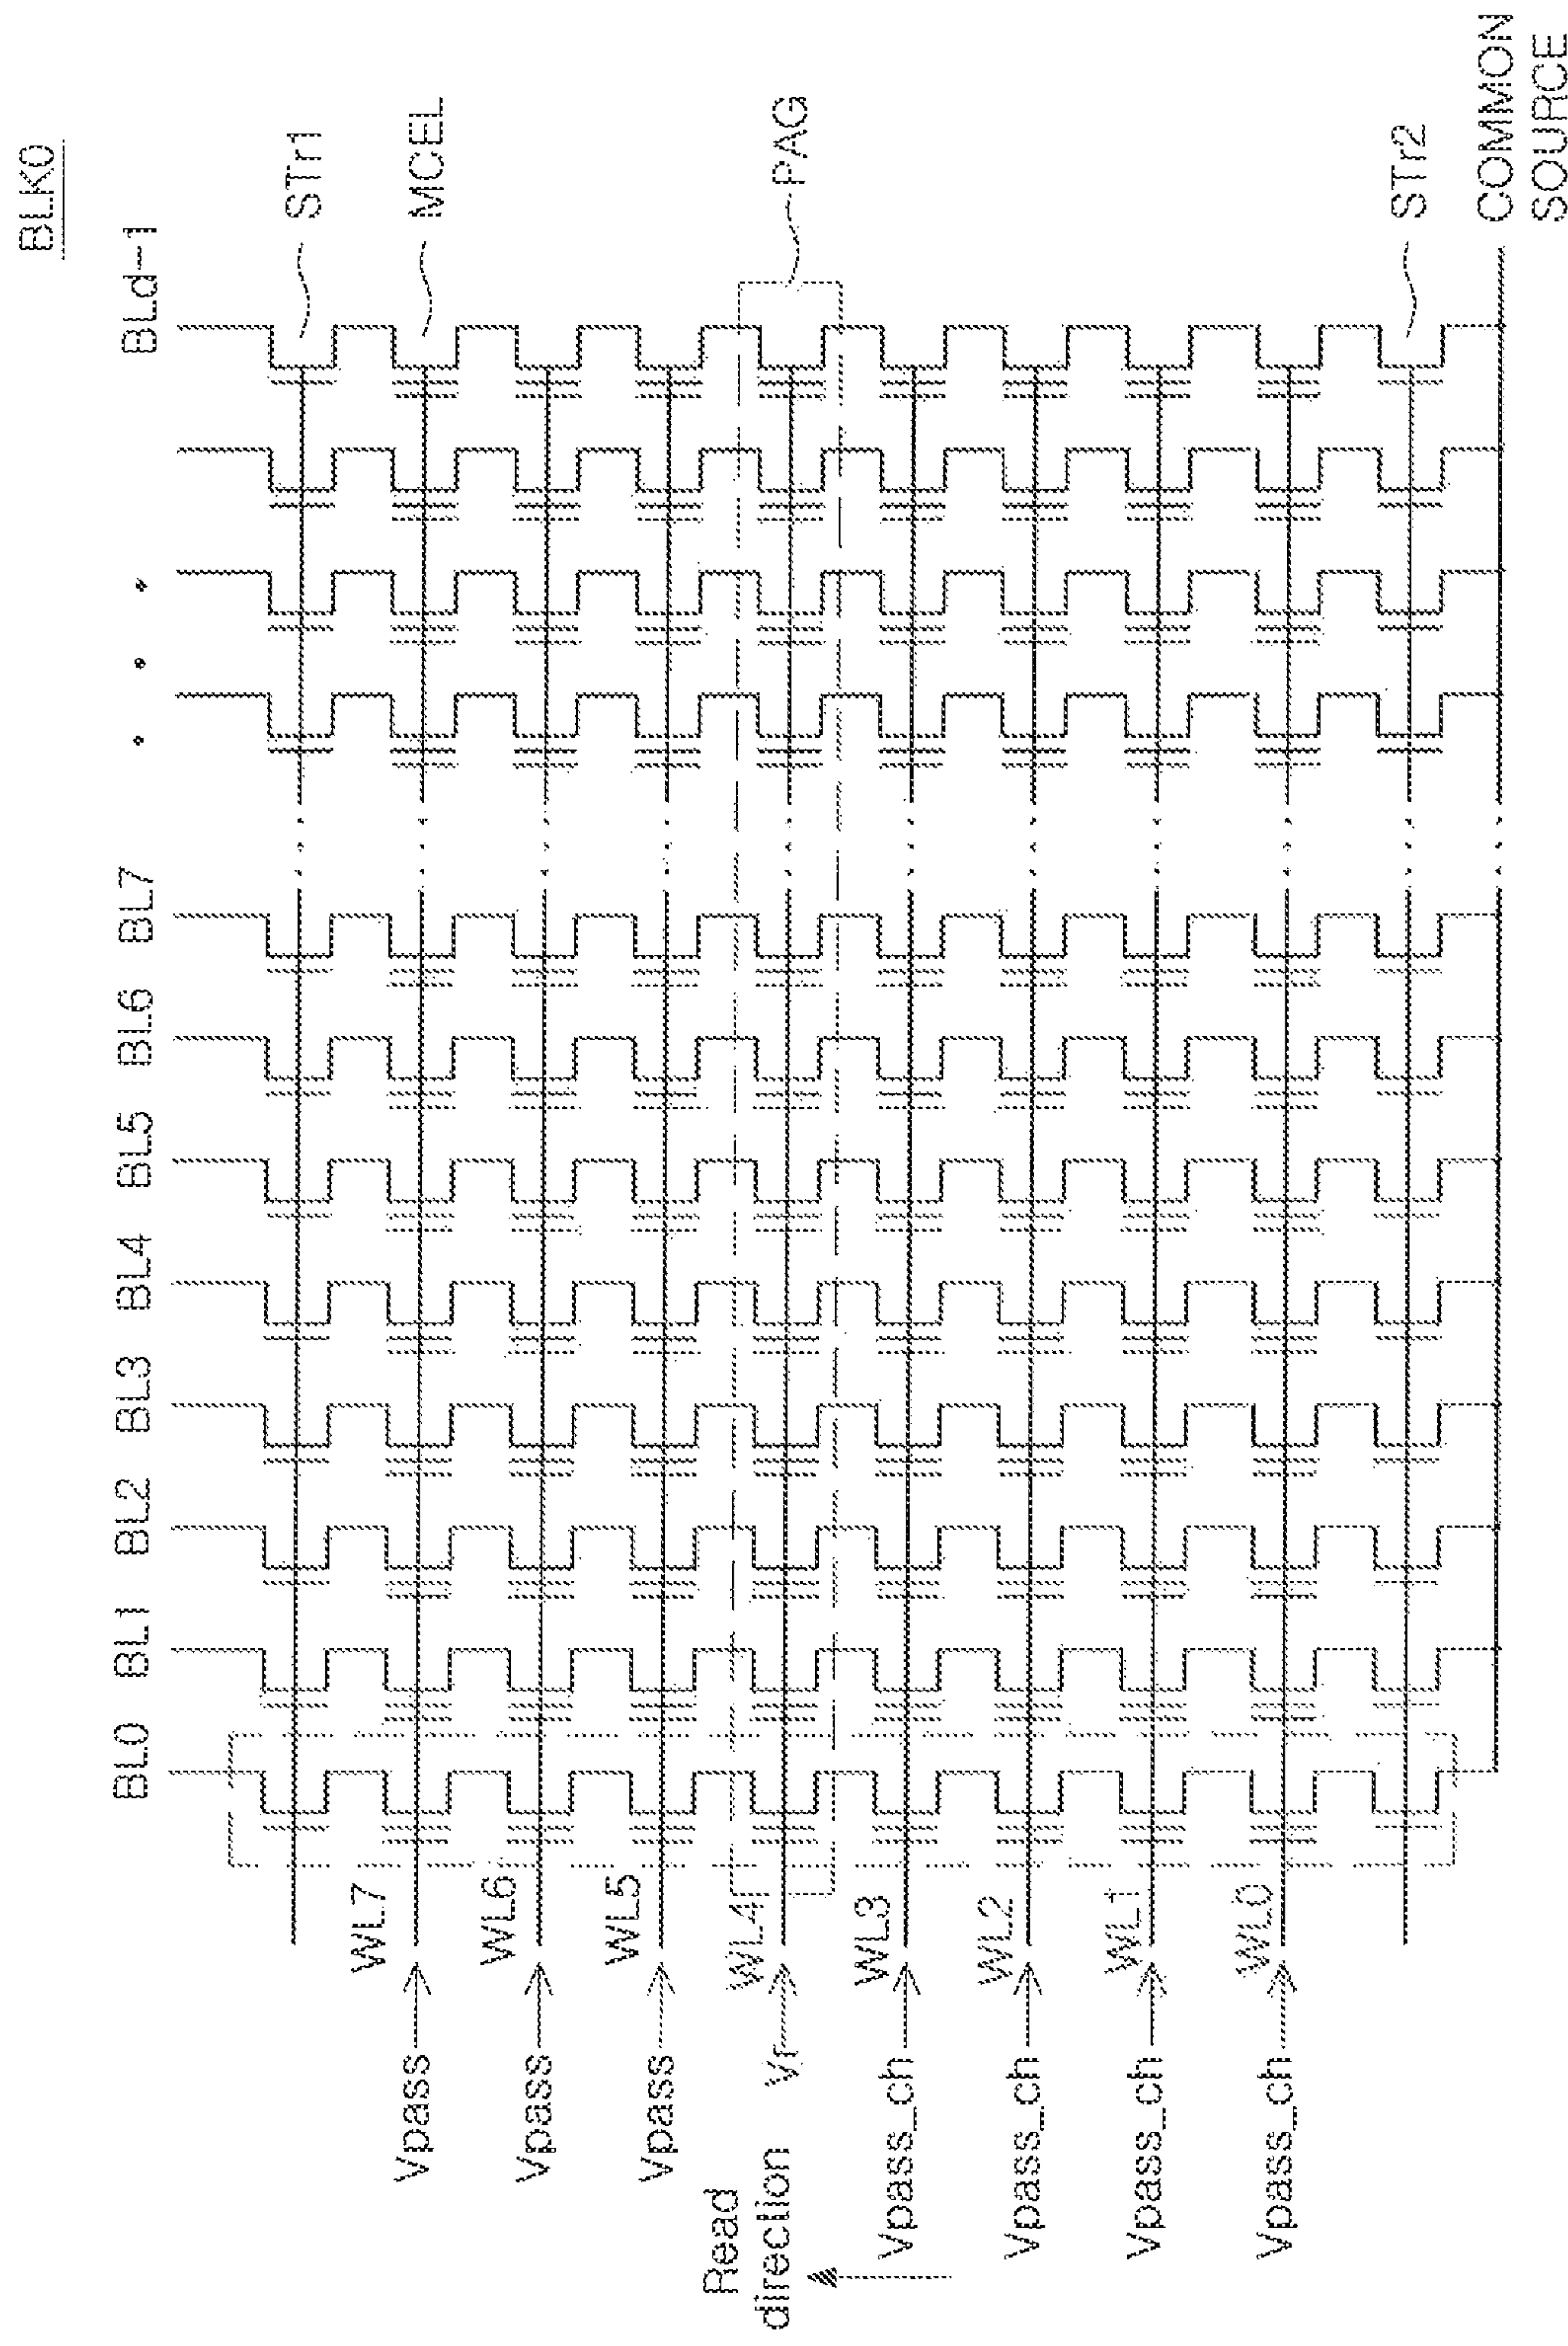 BLK0
BL0 BL1 BL2 BL3 BL4 BL5 BL6 BL7 BLd-1
STr1
WL7
Vpass
MCEL
WL6
Vpass
WL5
Vpass
Read
direction
WL4
Vr
PAG
WL3
Vpass_ch
WL2
Vpass_ch
WL1
Vpass_ch
WL0
Vpass_ch
STr2
COMMON
SOURCE